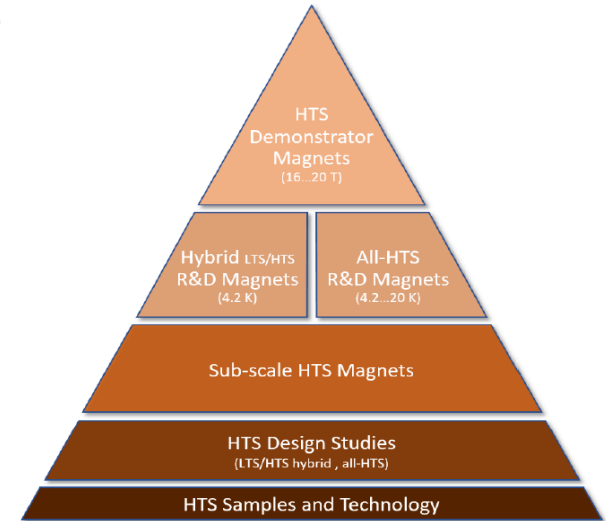 HTS
Demonstrator
Magnets
(16...20 T)
Hybrid LTS/HTS
R&D Magnets
(4.2 K)
All-HTS
R&D Magnets
(4.2...20 K)
Sub-scale HTS Magnets
HTS Design Studies
(LTS/HTS hybrid , all-HTS)
HTS Samples and Technology